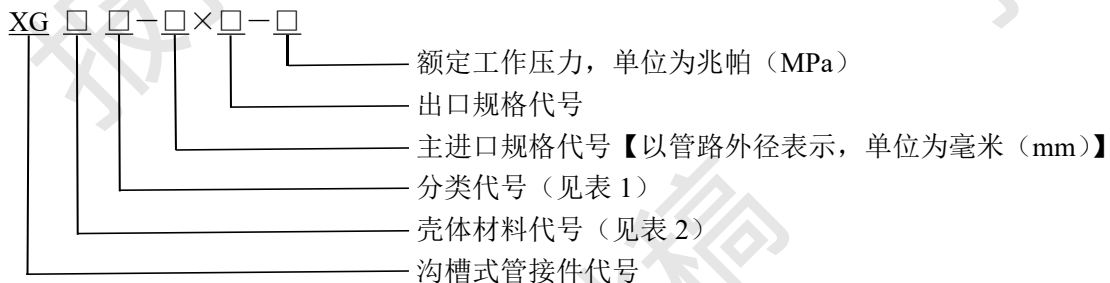 XG □ □－□×□－□
额定工作压力，单位为兆帕（MPa）
出口规格代号
主进口规格代号【以管路外径表示，单位为毫米（mm）】
分类代号（见表 1）
壳体材料代号（见表 2）
沟槽式管接件代号
稿